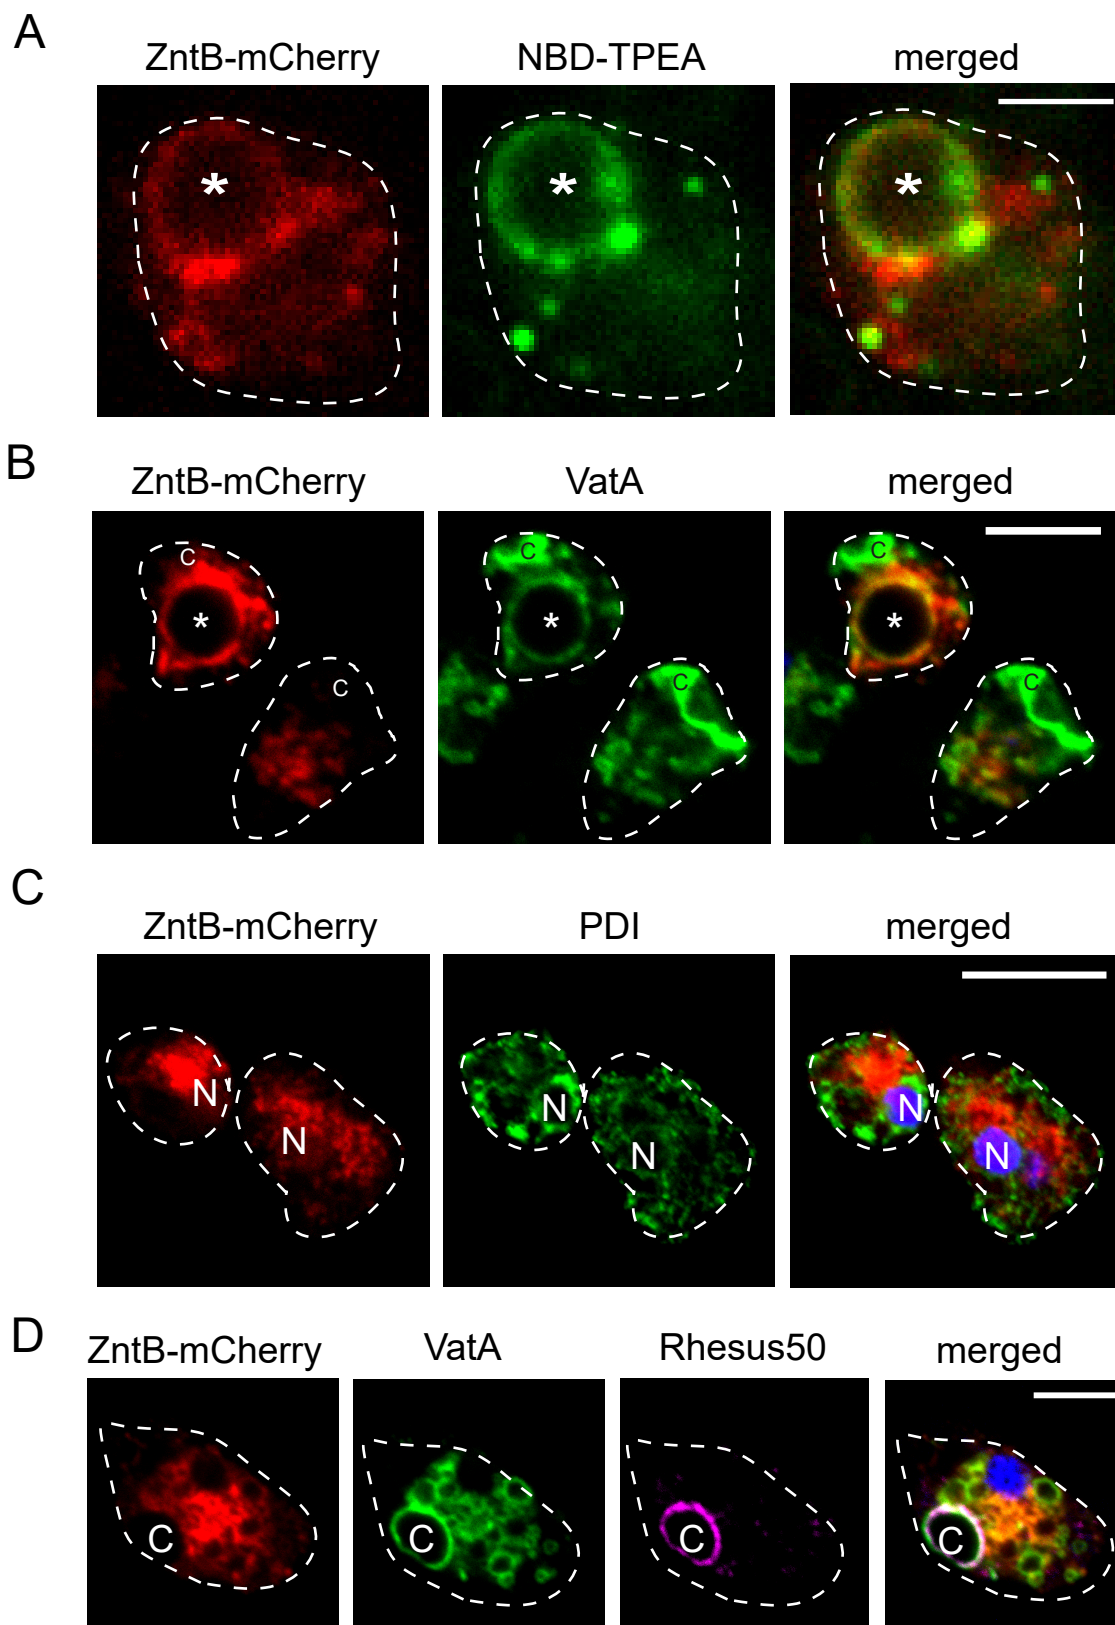 A
ZntB-mCherry NBD-TPEA merged
* * *
B
ZntB-mCherry VatA merged
C C C
* * *
C C C
C
ZntB-mCherry PDI merged
N N N
N N N
D
ZntB-mCherry VatA Rhesus50 merged
C C C C